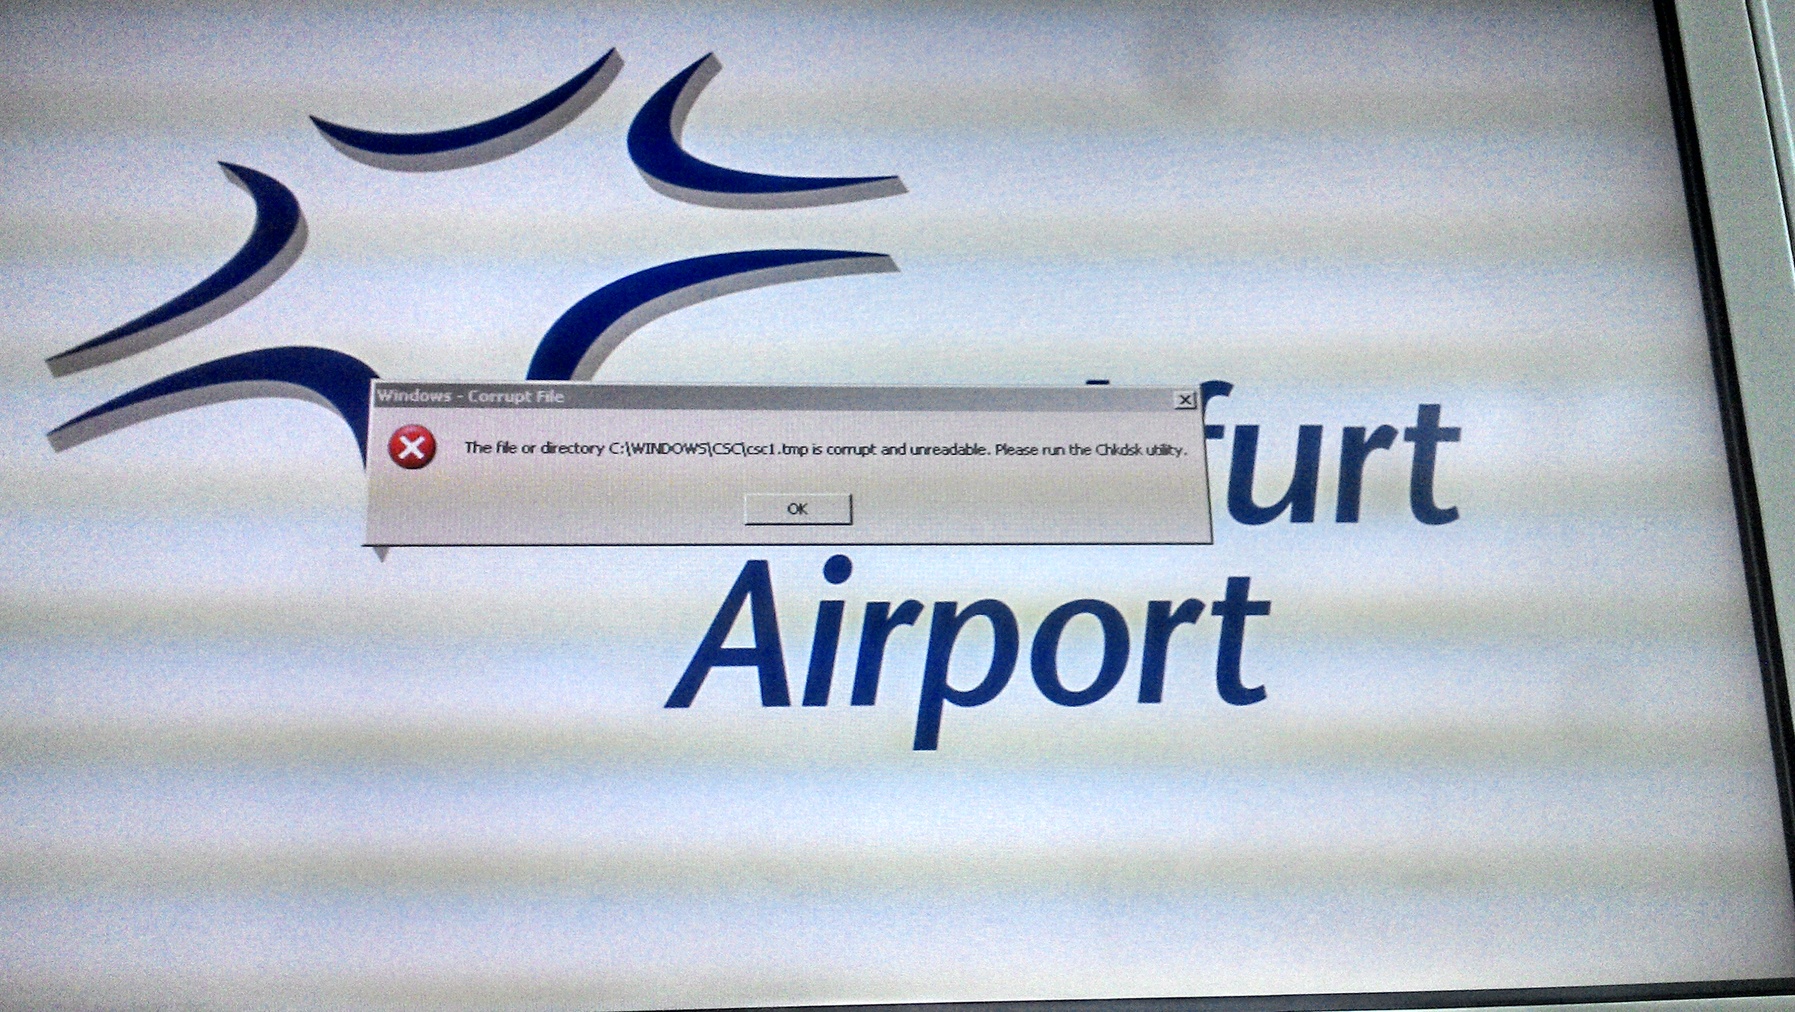 Windows - Corrupt File
The file or directory C:\WINDOWS\CSC\csc1.tmp is corrupt and unreadable. Please run the Chkdsk utility.
OK
furt
Airport